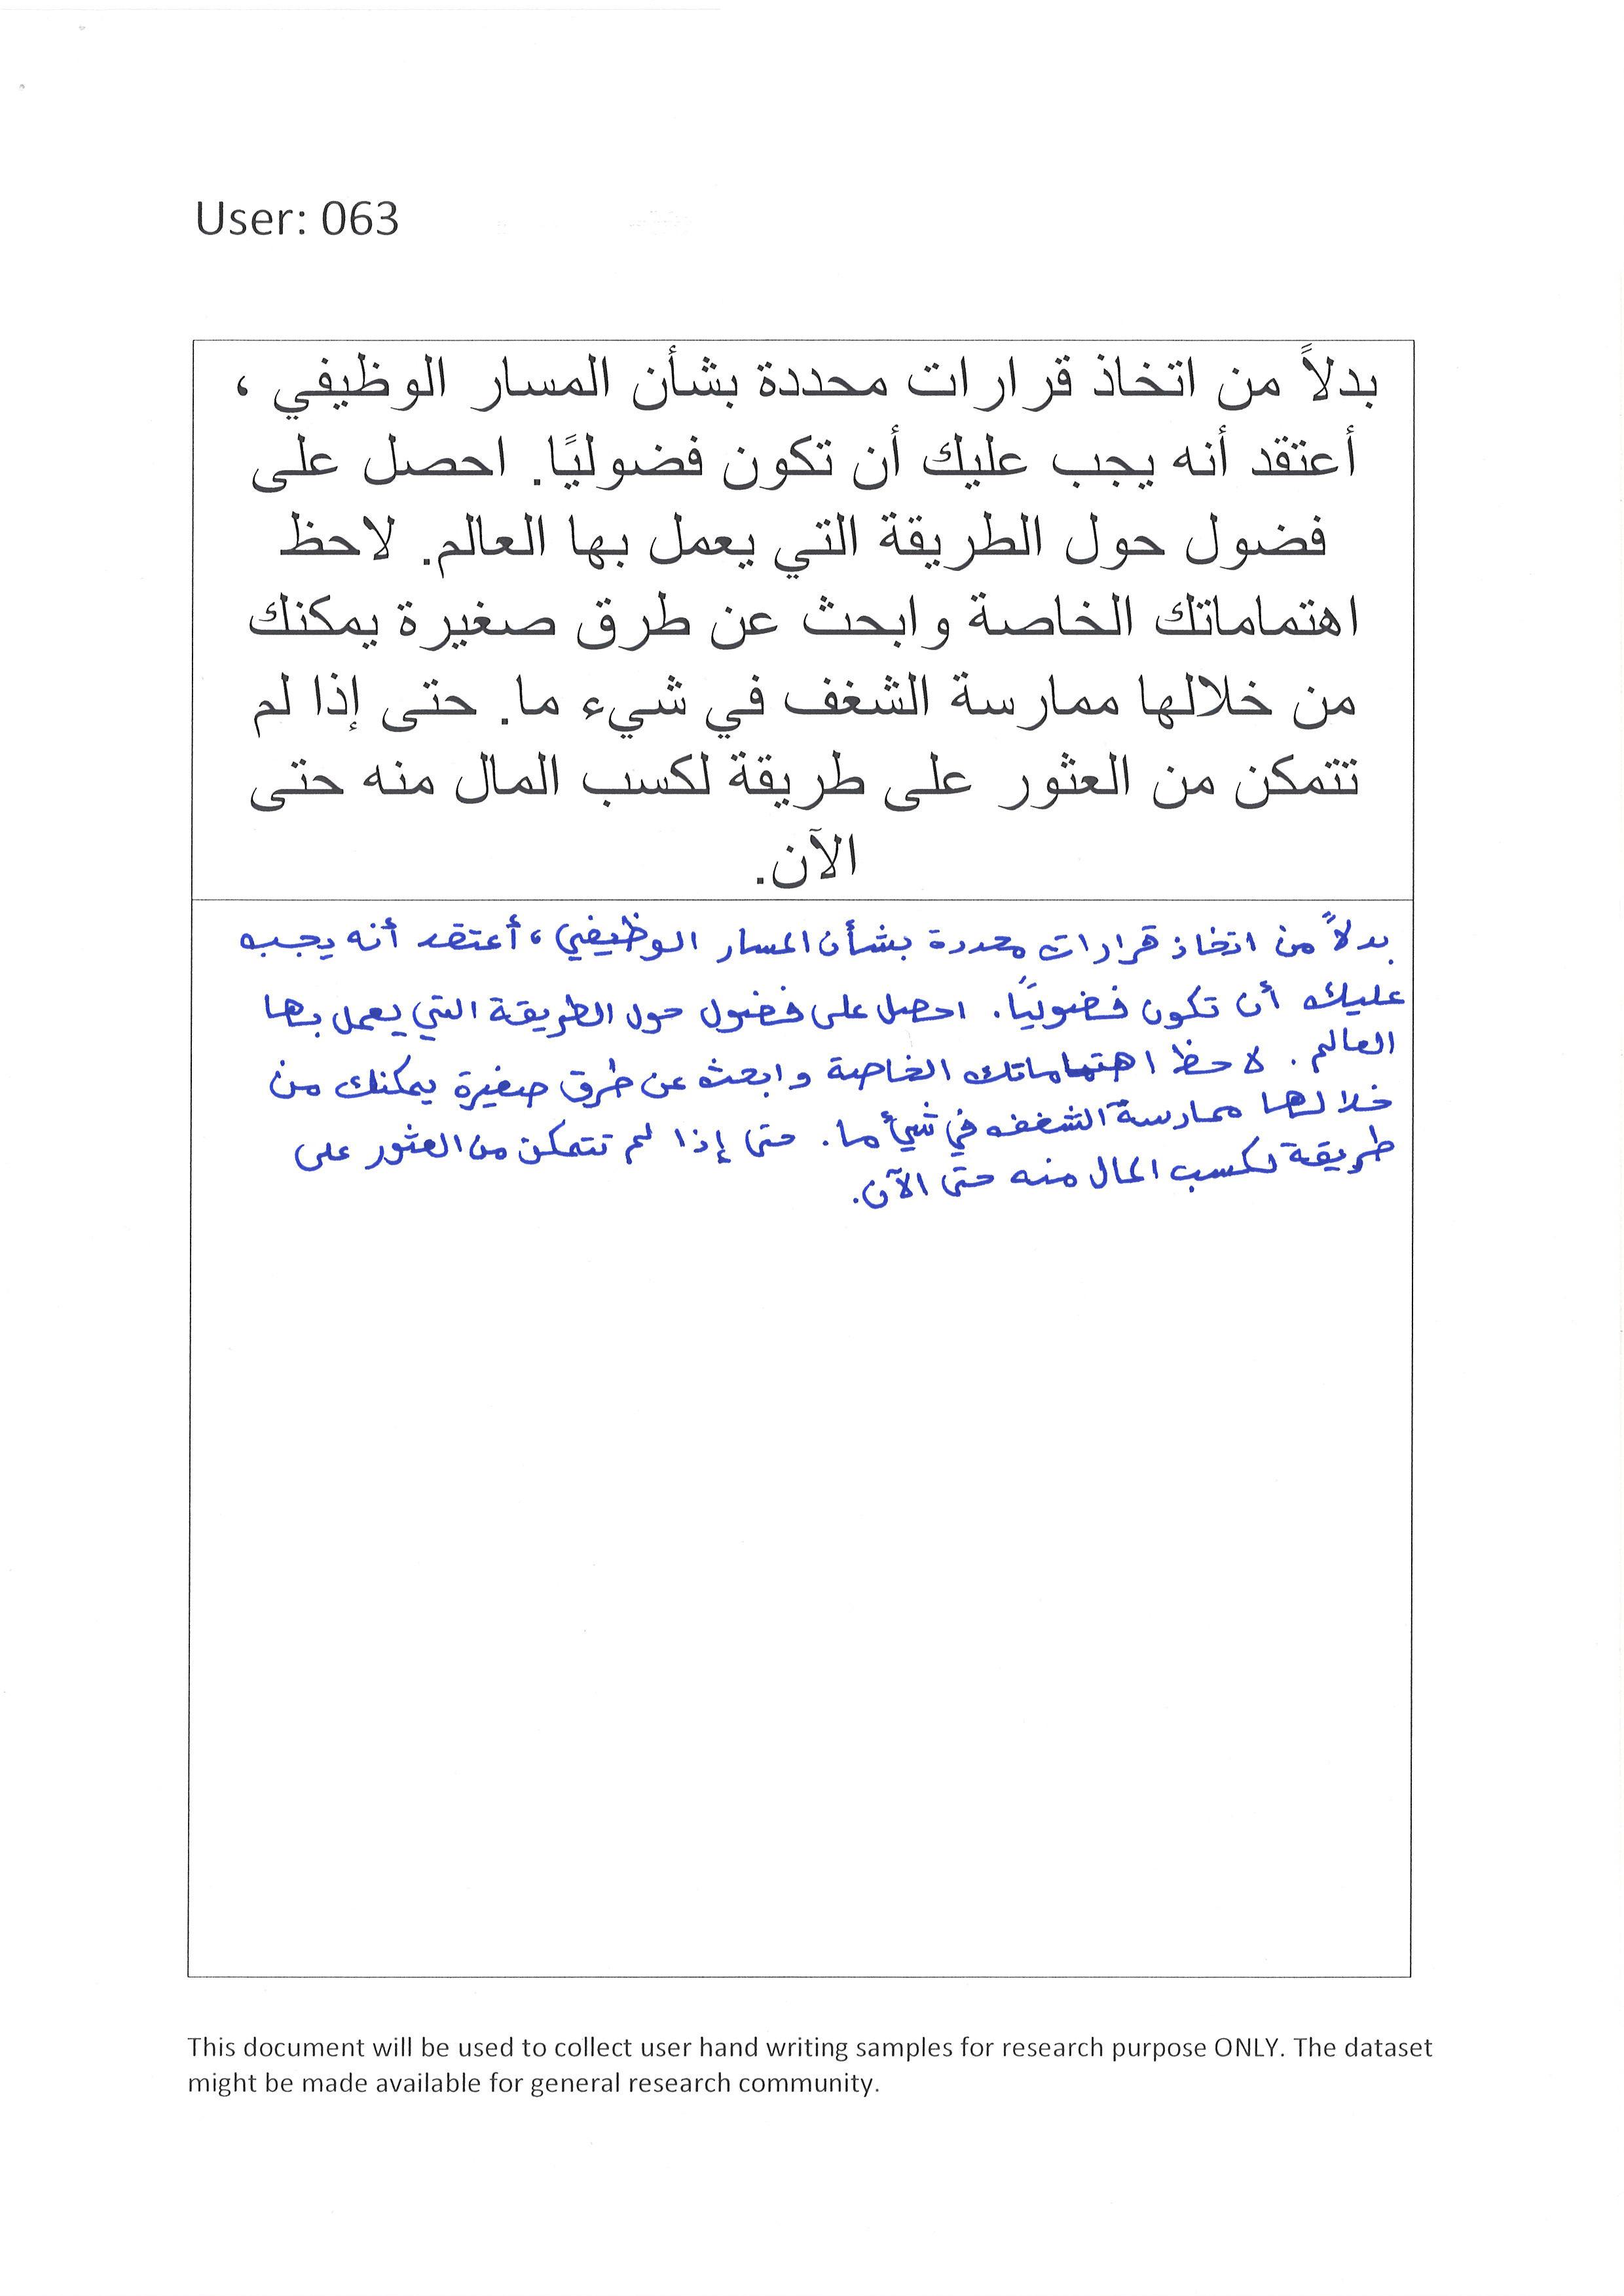 User: 063
بدلاً من اتخاذ قرارات محددة بشأن المسار الوظيفي ،
أعتقد أنه يجب عليك أن تكون فضوليًا. احصل على
فضول حول الطريقة التي يعمل بها العالم. لاحظ
اهتماماتك الخاصة وابحث عن طرق صغيرة يمكنك
من خلالها ممارسة الشغف في شيء ما. حتى إذا لم
تتمكن من العثور على طريقة لكسب المال منه حتى
الآن.
بدلاً من اتخاذ قرارات محددة بشأن المسار الوظيفي، أعتقد أنه يجب
عليك أن تكون فضوليًا. احصل على فضول حول الطريقة التي يعمل بها
العالم. لاحظ اهتماماتك الخاصة وابحث عن طرق صغيرة يمكنك من
خلالها ممارسة الشغف في شيئ ما. حتى إذا لم تتمكن من العثور على
طريقة لكسب المال منه حتى الآن.
This document will be used to collect user hand writing samples for research purpose ONLY. The dataset
might be made available for general research community.